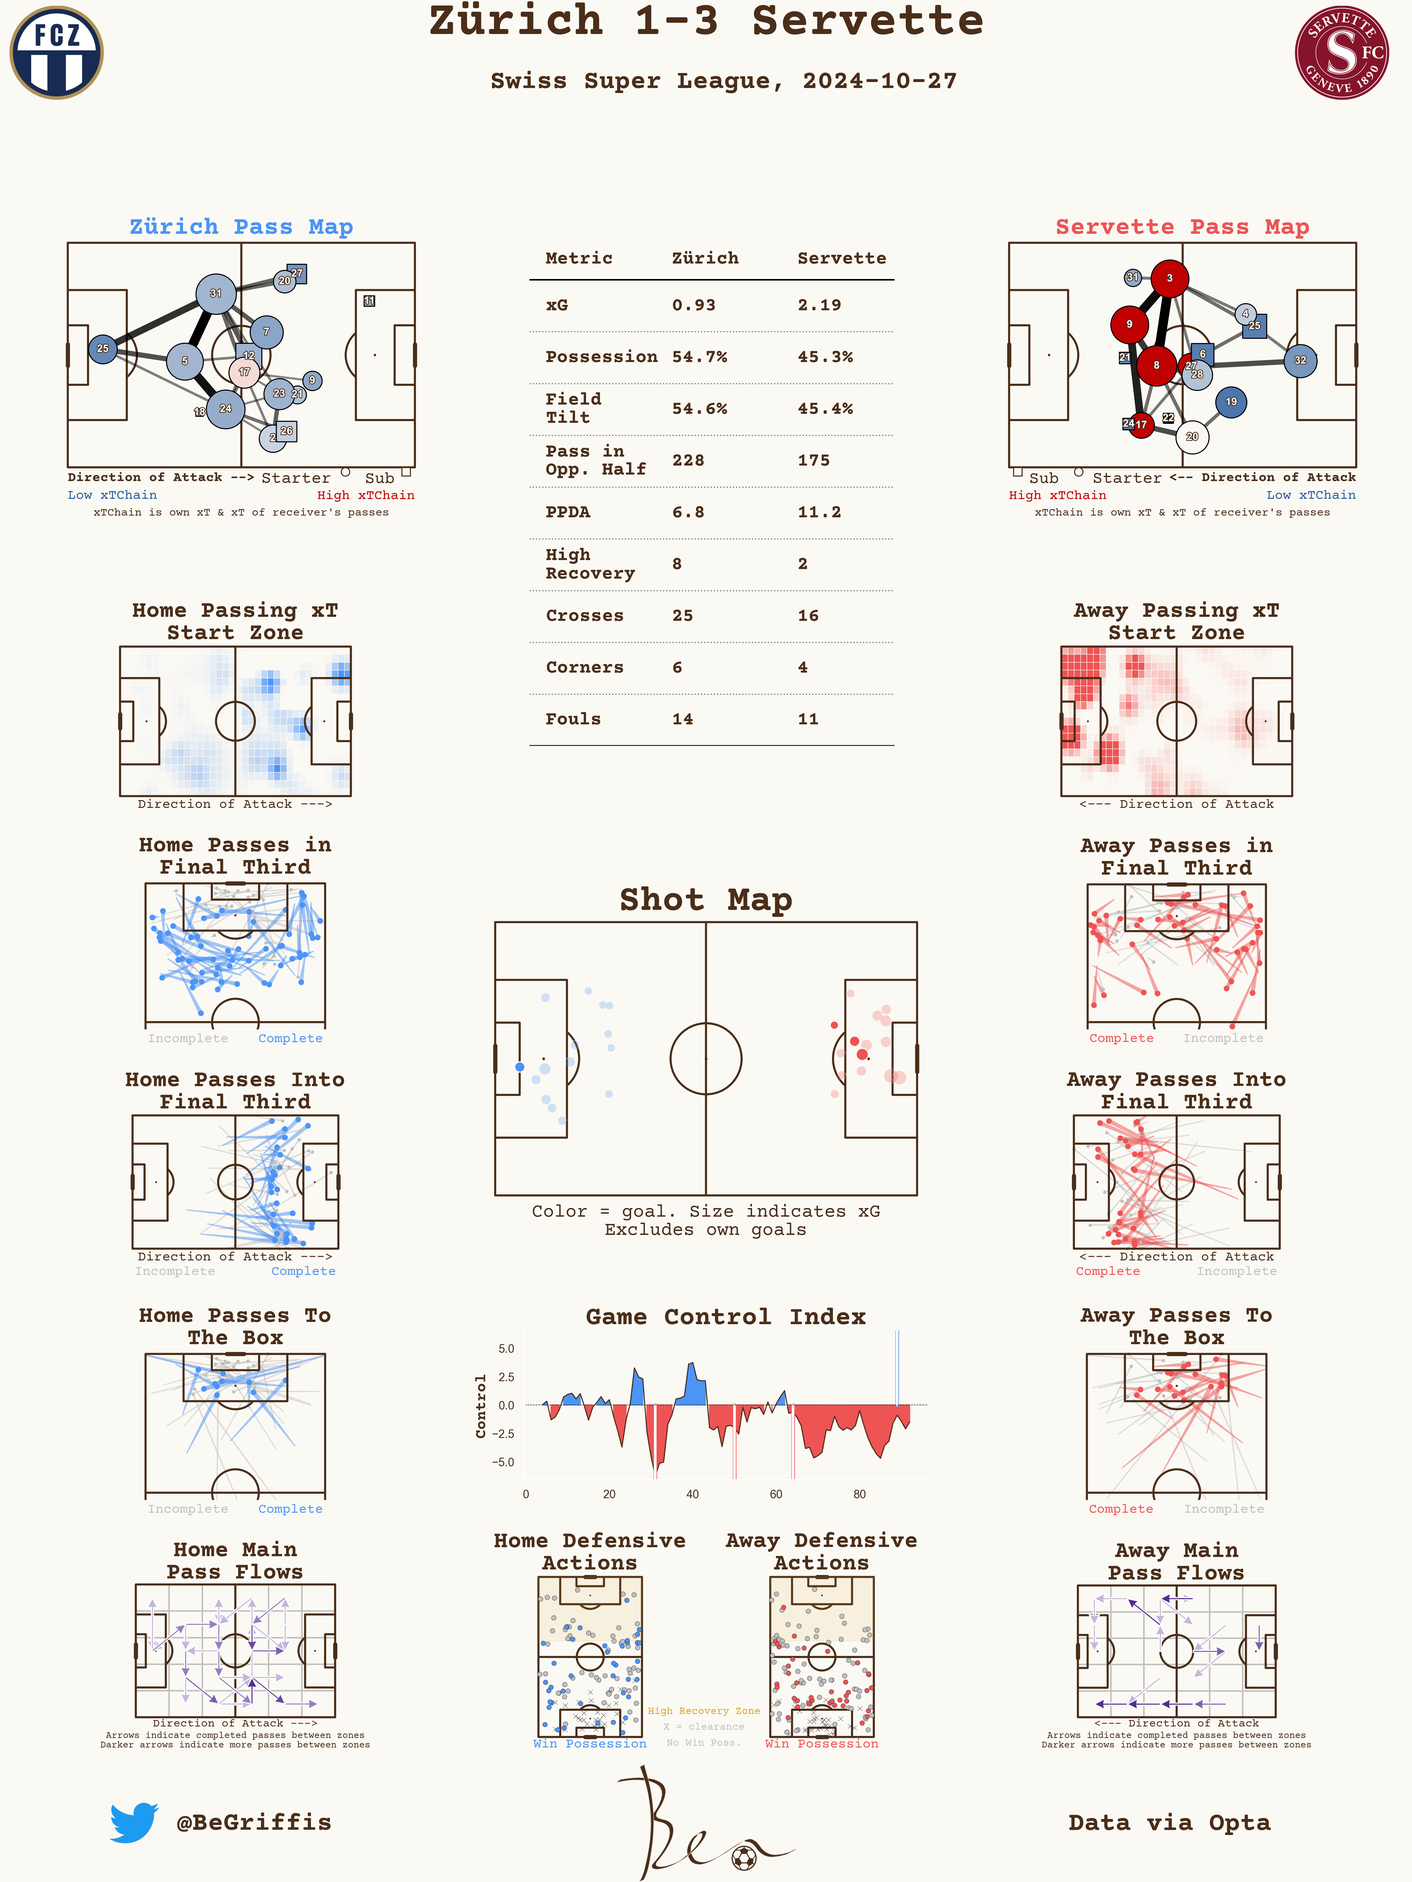 Zürich 1-3 Servette
Swiss Super League, 2024-10-27
FCZ
SERVETTE
FC
S
GENEVE 1890
Zürich Pass Map
31
27
20
11
7
25
5
12
17
9
23
21
18
24
26
2
Direction of Attack --> Starter Sub
Low xTChain High xTChain
xTChain is own xT & xT of receiver's passes
Metric Zürich Servette
xG 0.93 2.19
Possession 54.7% 45.3%
Field Tilt 54.6% 45.4%
Pass in Opp. Half 228 175
PPDA 6.8 11.2
High Recovery 8 2
Crosses 25 16
Corners 6 4
Fouls 14 11
Servette Pass Map
31
3
9
4
25
21
8
6
27
28
32
19
24
17
22
20
Sub Starter <-- Direction of Attack
High xTChain Low xTChain
xTChain is own xT & xT of receiver's passes
Home Passing xT
Start Zone
Direction of Attack --->
Away Passing xT
Start Zone
<--- Direction of Attack
Home Passes in
Final Third
Incomplete Complete
Away Passes in
Final Third
Complete Incomplete
Shot Map
Color = goal. Size indicates xG
Excludes own goals
Home Passes Into
Final Third
Direction of Attack --->
Incomplete Complete
Away Passes Into
Final Third
<--- Direction of Attack
Complete Incomplete
Home Passes To
The Box
Incomplete Complete
Game Control Index
Control
5.0
2.5
0.0
−2.5
−5.0
0 20 40 60 80
Away Passes To
The Box
Complete Incomplete
Home Main
Pass Flows
Direction of Attack --->
Arrows indicate completed passes between zones
Darker arrows indicate more passes between zones
Home Defensive
Actions
Win Possession
High Recovery Zone
X = clearance
No Win Poss.
Away Defensive
Actions
Win Possession
Away Main
Pass Flows
<--- Direction of Attack
Arrows indicate completed passes between zones
Darker arrows indicate more passes between zones
@BeGriffis
Ben
Data via Opta